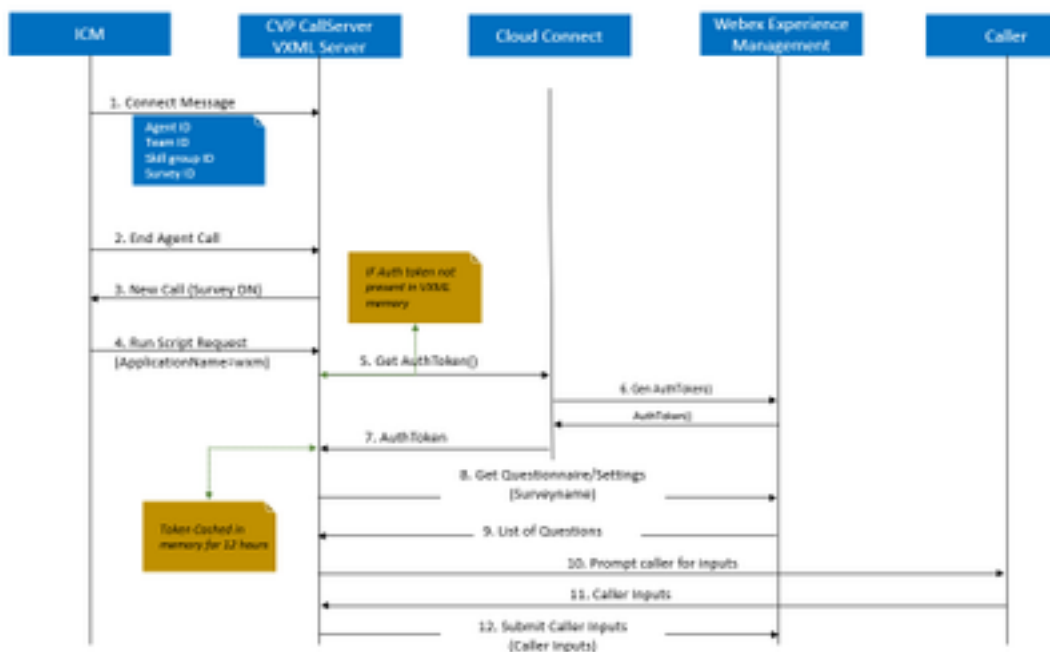 ICM
CVP CallServer
VXML Server
Cloud Connect
Webex Experience
Management
Caller
1. Connect Message
Agent ID
Team ID
Skill group ID
Survey ID
2. End Agent Call
3. New Call (Survey DN)
If Auth token not
present in VXML
memory
4. Run Script Request
(ApplicationName=wxm)
5. Get AuthToken()
6. Gen AuthToken()
AuthToken()
7. AuthToken
8. Get Questionnaire/Settings
(Surveyname)
Token Cached in
memory for 12 hours
9. List of Questions
10. Prompt caller for inputs
11. Caller Inputs
12. Submit Caller Inputs
(Caller Inputs)